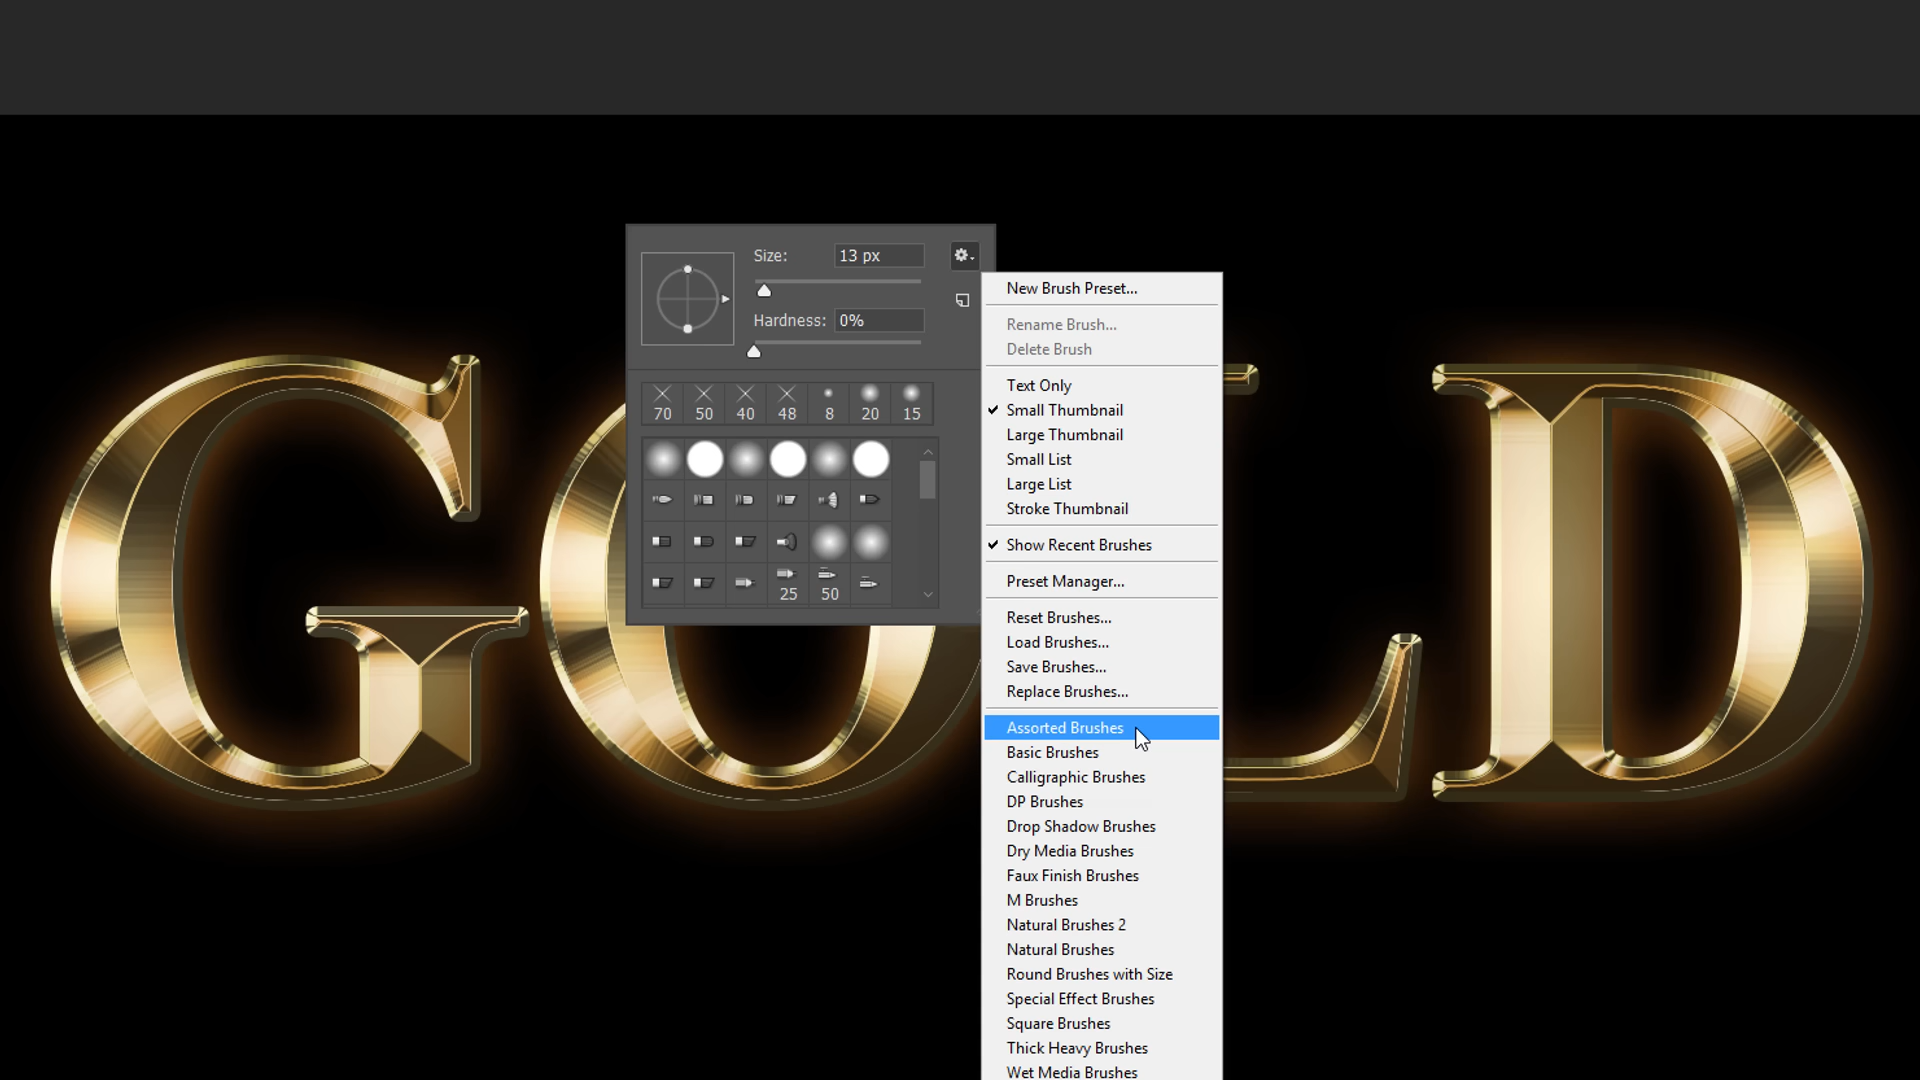 Size: 13 px
Hardness: 0%
70 50 40 48 8 20 15
25 50
New Brush Preset...
Rename Brush...
Delete Brush
Text Only
Small Thumbnail
Large Thumbnail
Small List
Large List
Stroke Thumbnail
Show Recent Brushes
Preset Manager...
Reset Brushes...
Load Brushes...
Save Brushes...
Replace Brushes...
Assorted Brushes
Basic Brushes
Calligraphic Brushes
DP Brushes
Drop Shadow Brushes
Dry Media Brushes
Faux Finish Brushes
M Brushes
Natural Brushes 2
Natural Brushes
Round Brushes with Size
Special Effect Brushes
Square Brushes
Thick Heavy Brushes
Wet Media Brushes
GOLD